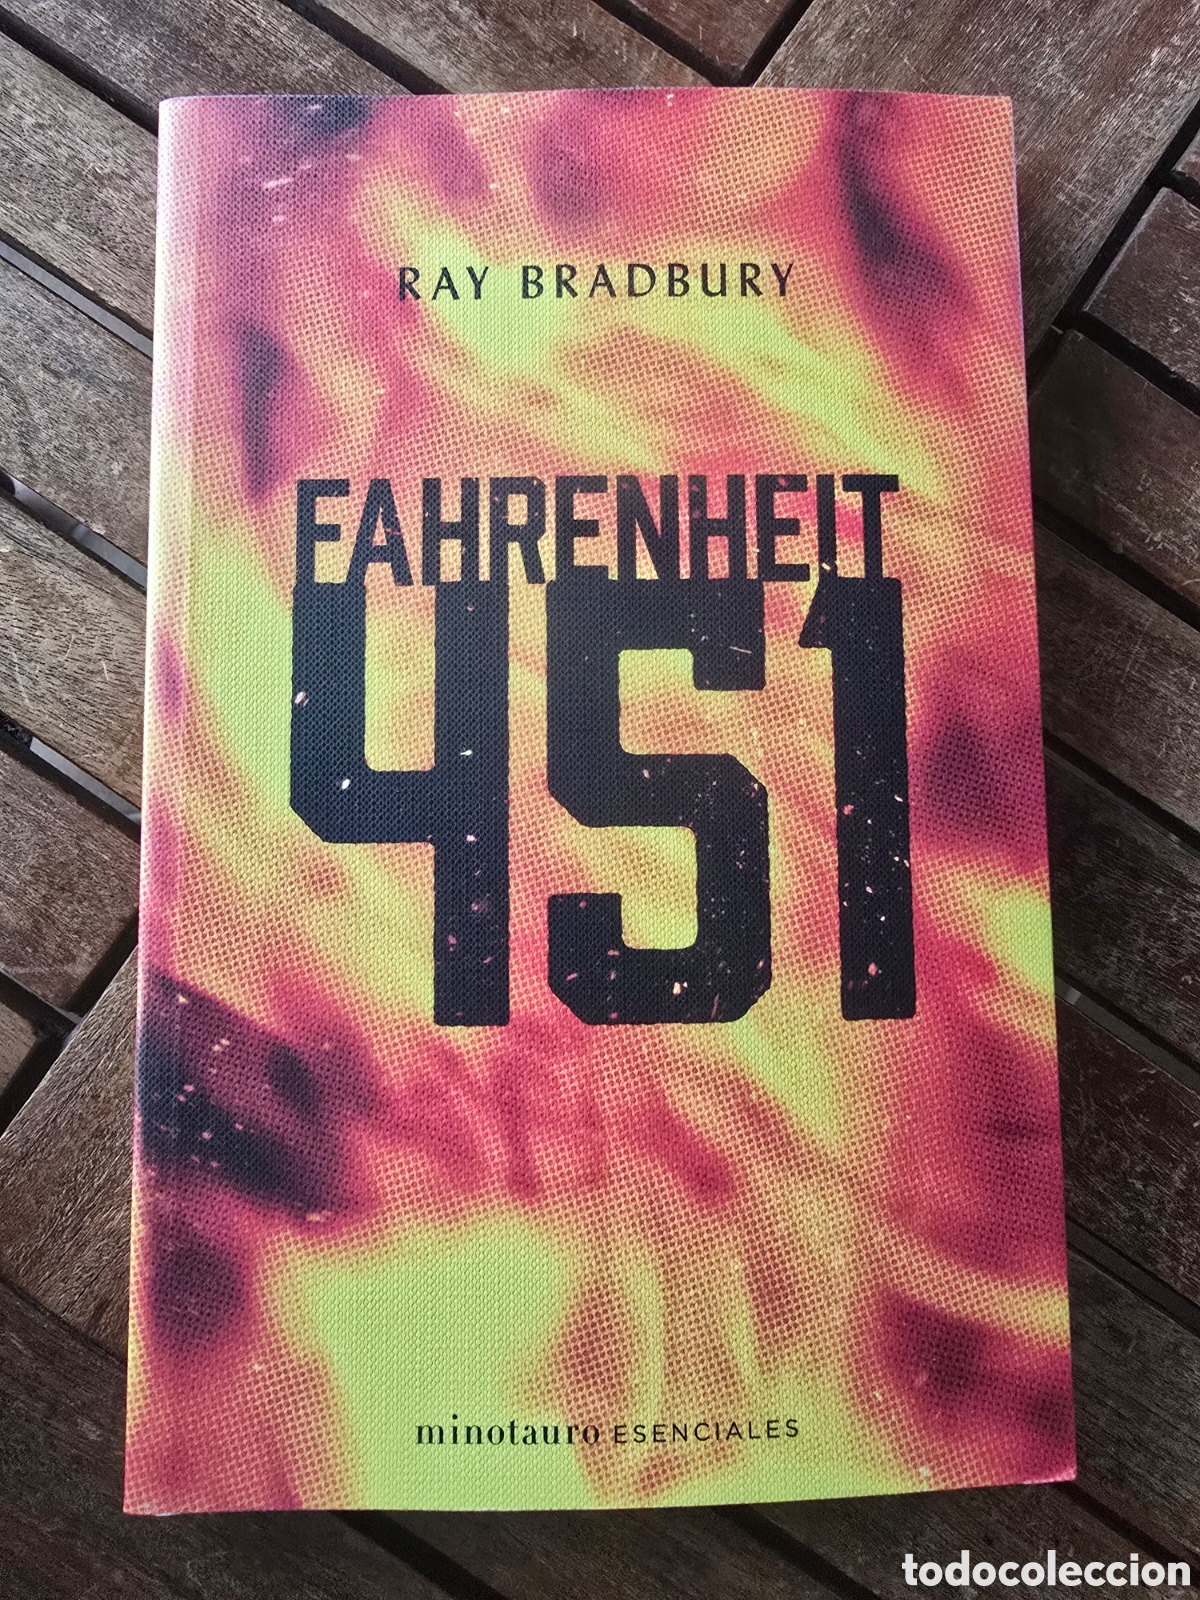 RAY BRADBURY
FAHRENHEIT
451
minotauro ESENCIALES
todocoleccion